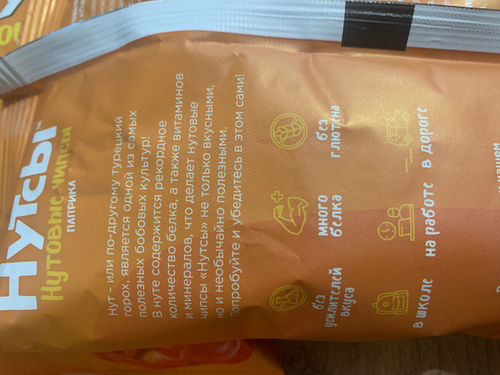 Нутсы™
Нутовые чипсы
ПАПРИКА
Нут - или по-другому турецкий
горох, является одной из самых
полезных бобовых культур!
В нуте содержится рекордное
количество белка, а также витаминов
и минералов, что делает нутовые
чипсы «Нутсы» не только вкусными,
но и необычайно полезными.
Попробуйте и убедитесь в этом сами!
без
усилителей
вкуса
много
белка
без
глютена
в школе
на работе
в дороге